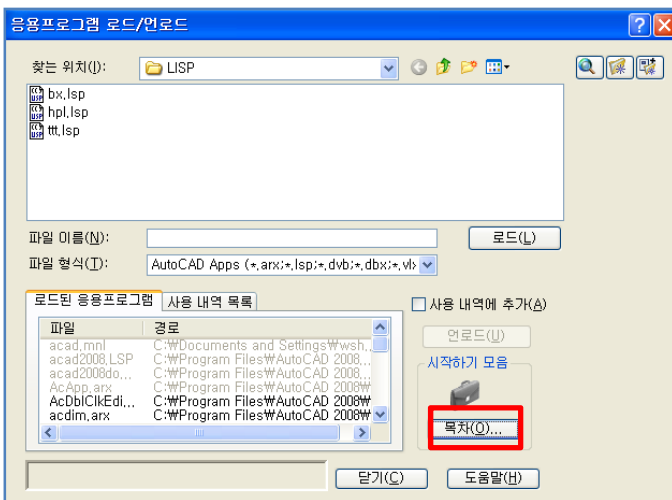 응용프로그램 로드/언로드
찾는 위치(I):
LISP
bx.lsp
hpl.lsp
ttt.lsp
파일 이름(N):
로드(L)
파일 형식(T):
AutoCAD Apps (*.arx;*.lsp;*.dvb;*.dbx;*.vl
로드된 응용프로그램
사용 내역 목록
사용 내역에 추가(A)
파일 경로
acad.mnl C:₩Documents and Settings₩wsh...
acad2008.LSP C:₩Program Files₩AutoCAD 2008...
acad2008do... C:₩Program Files₩AutoCAD 2008...
AcApp.arx C:₩Program Files₩AutoCAD 2008₩
AcDblClkEdi... C:₩Program Files₩AutoCAD 2008₩
acdim.arx C:₩Program Files₩AutoCAD 2008₩
언로드(U)
시작하기 모음
목차(O)...
닫기(C)
도움말(H)